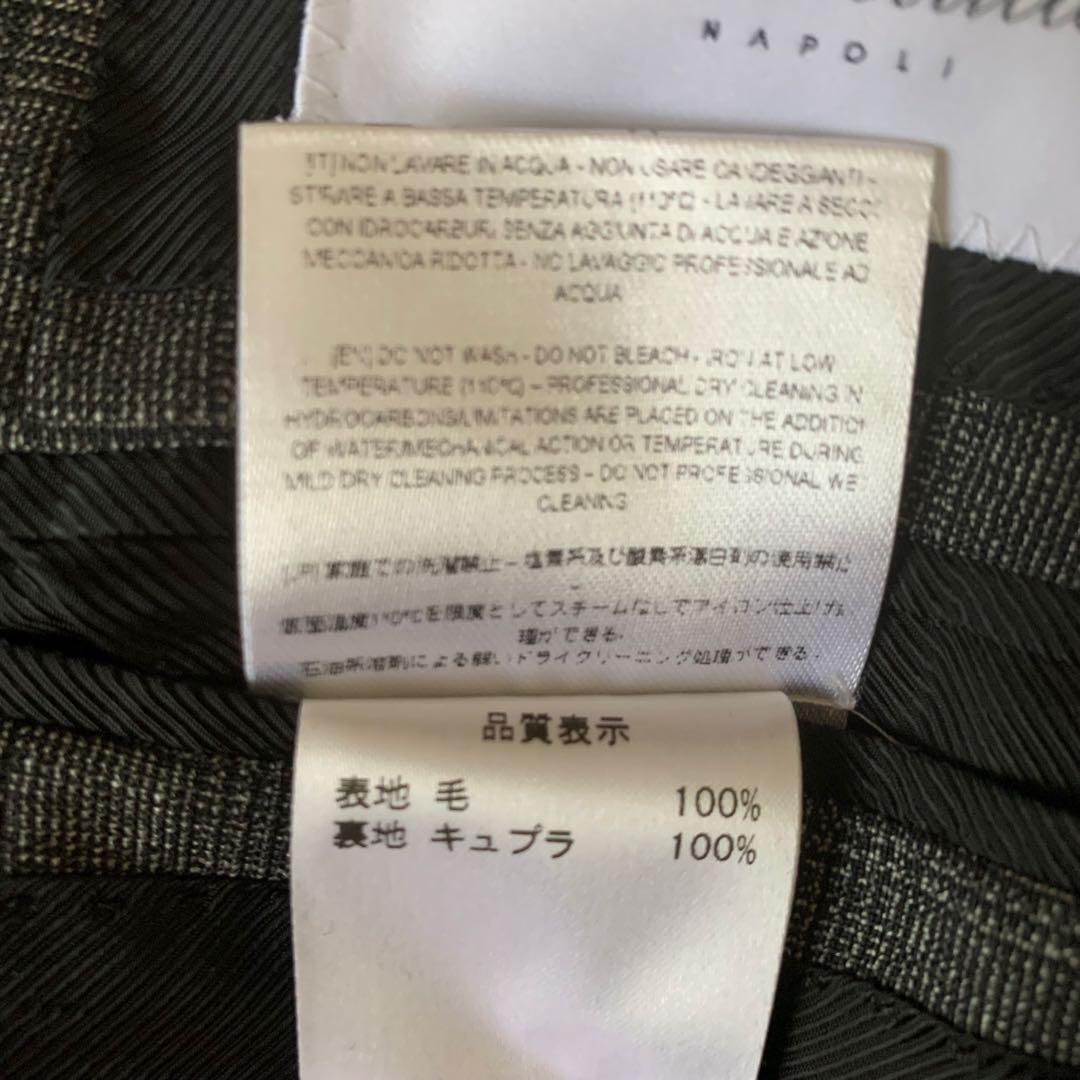 NAPOLI
[IT] NON LAVARE IN ACQUA - NON USARE CANDEGGIANTI -
STIRARE A BASSA TEMPERATURA (110°C) - LAVARE A SECCO
CON IDROCARBURI SENZA AGGIUNTA DI ACQUA E AZIONE
MECCANICA RIDOTTA - NO LAVAGGIO PROFESSIONALE AD
ACQUA
[EN] DO NOT WASH - DO NOT BLEACH - IRON AT LOW
TEMPERATURE (110°C) - PROFESSIONAL DRY CLEANING IN
HYDROCARBONS/LIMITATIONS ARE PLACED ON THE ADDITION
OF WATER/MECHANICAL ACTION OR TEMPERATURE DURING
MILD DRY CLEANING PROCESS - DO NOT PROFESSIONAL WET
CLEANING
[JP] 家庭での洗濯禁止 - 塩素系及び酸素系漂白剤の使用禁止
-
底面温度110℃を限度としてスチームなしでアイロン仕上げ処
理ができる.
石油系溶剤による弱いドライクリーニング処理ができる.
品質表示
表地 毛 100%
裏地 キュプラ 100%